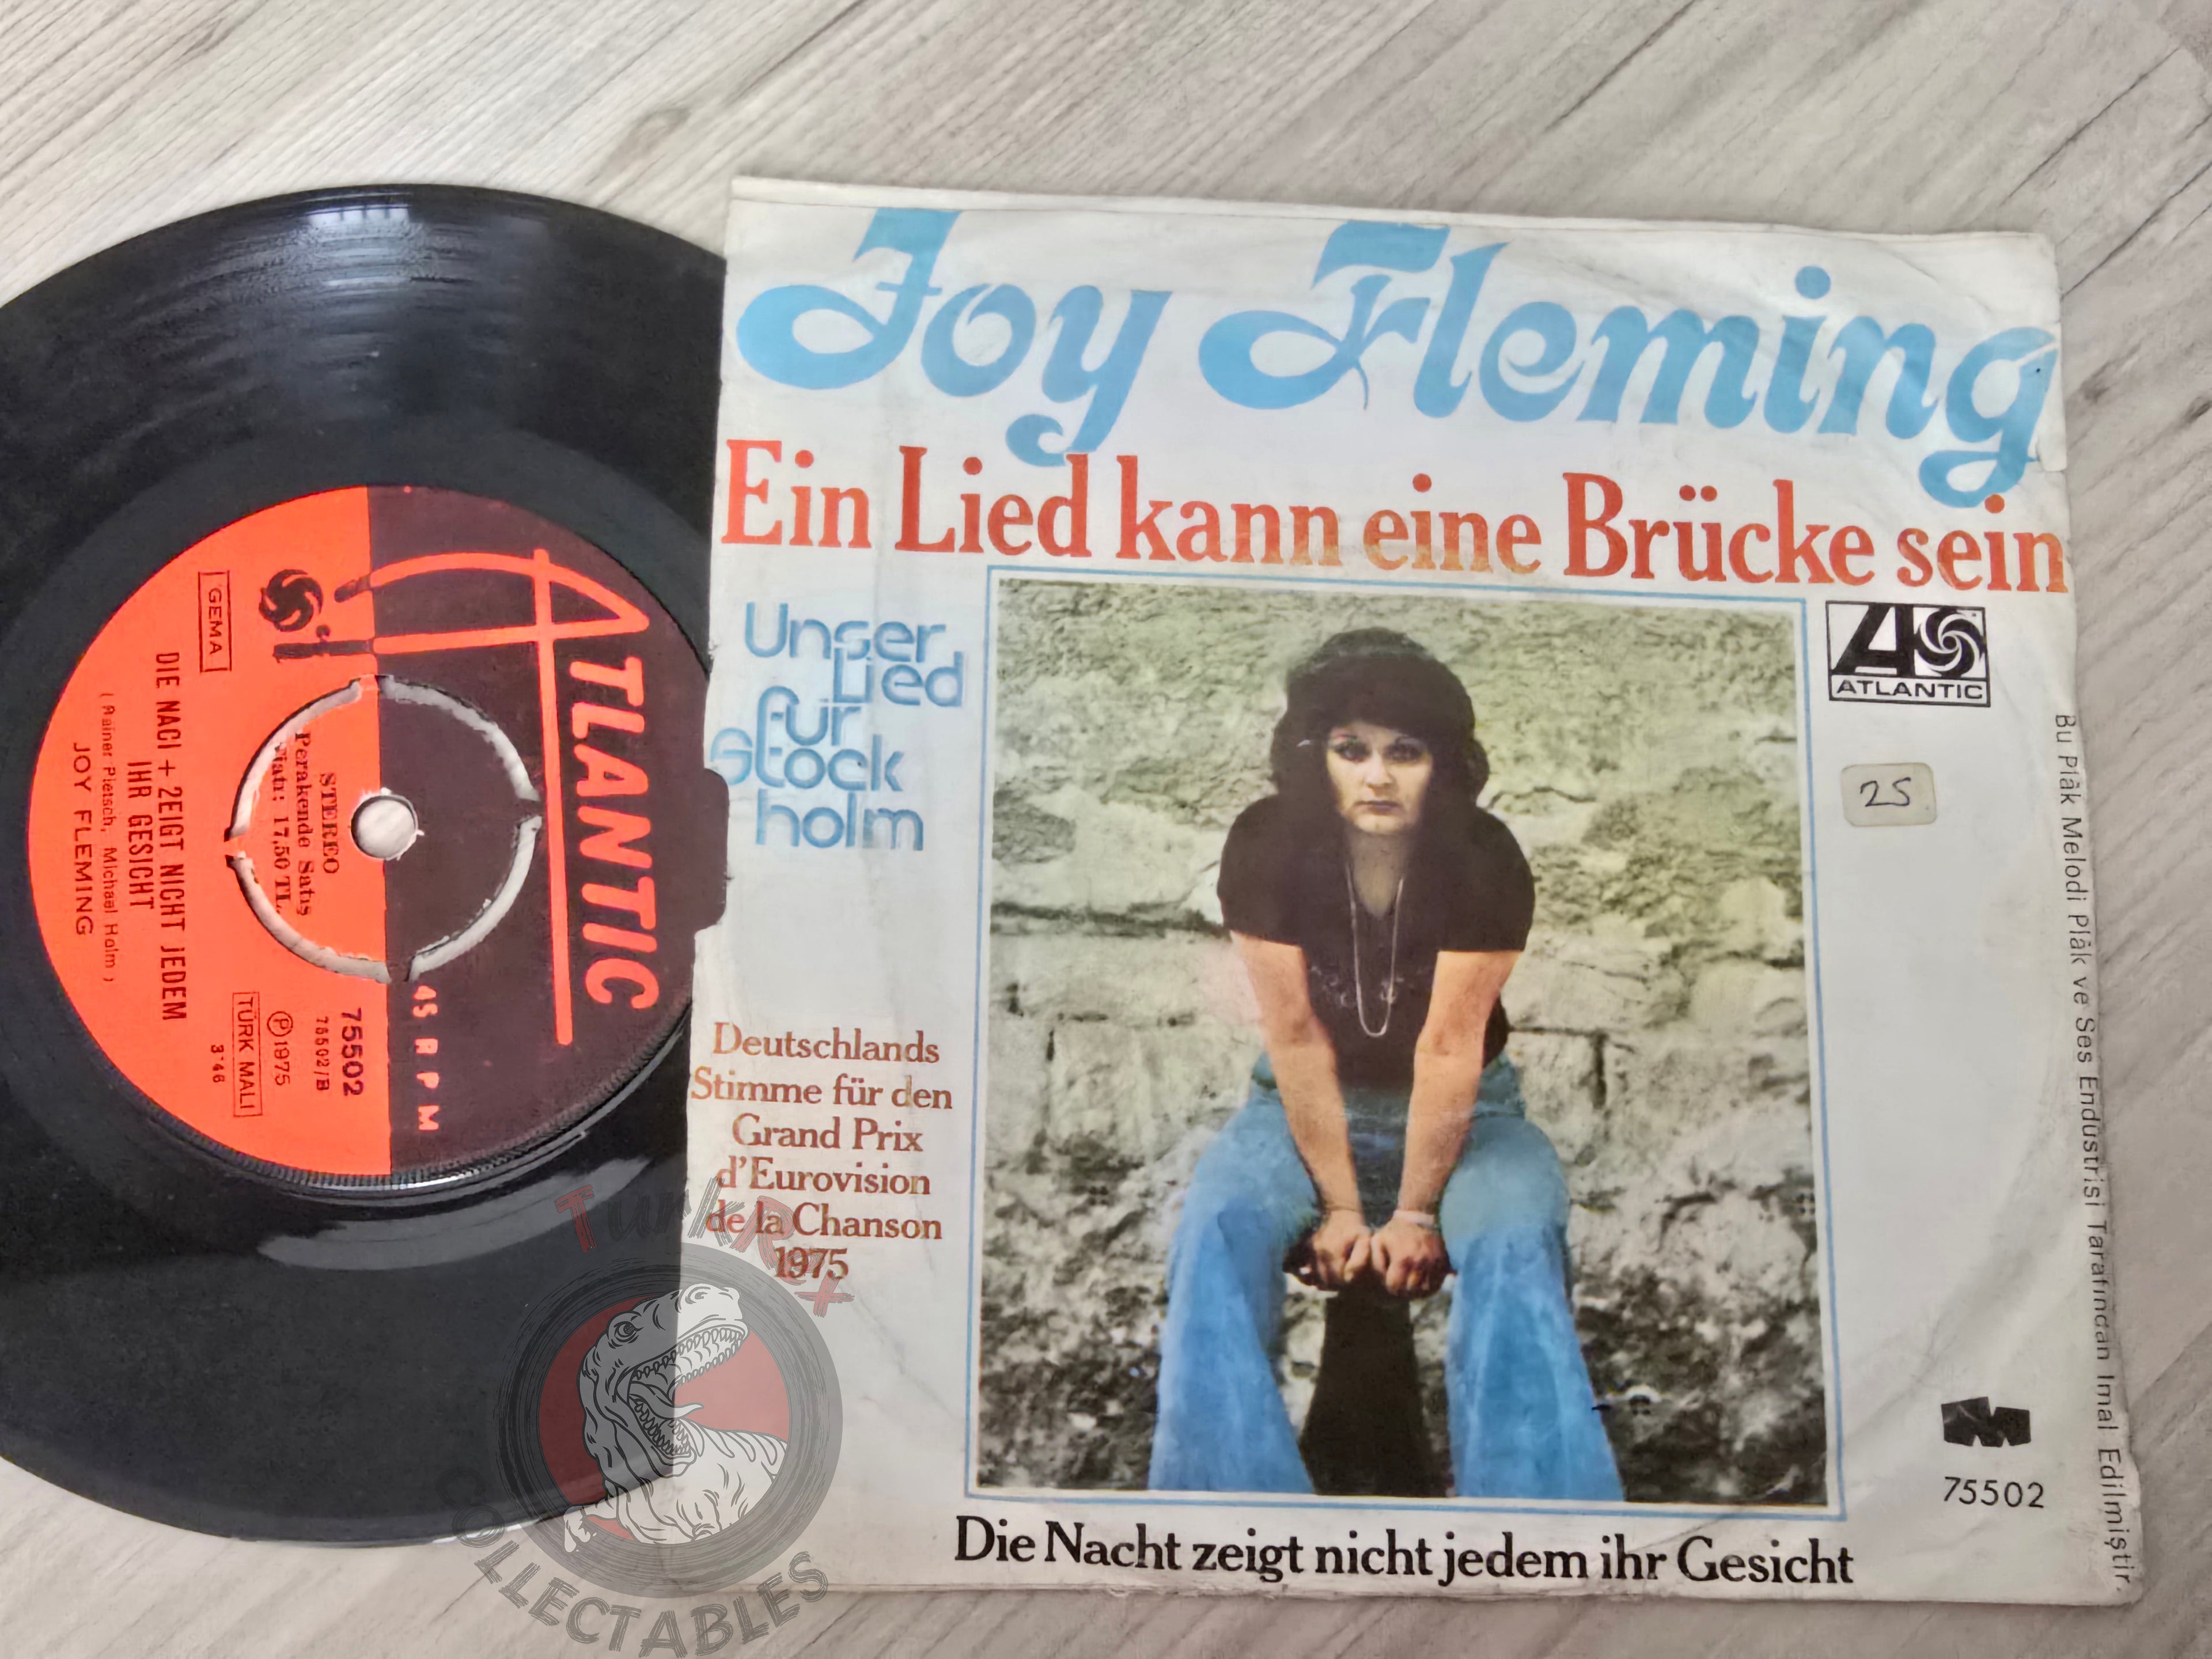 Joy Fleming
Ein Lied kann eine Brücke sein
Unser
Lied
für
Stock
holm
ATLANTIC
25
Deutschlands
Stimme für den
Grand Prix
d'Eurovision
de la Chanson
1975
Bu Plâk Melodi Plâk ve Ses Endüstrisi Tarafından Imal Edilmiştir.
75502
Die Nacht zeigt nicht jedem ihr Gesicht
ATLANTIC
45 RPM
GEMA
STEREO
Perakende Satış
Fiatı: 17,50 TL.
75502
75502/B
℗1975
TÜRK MALI
3'46
DIE NACI + 2EIGT NICHT JEDEM
IHR GESICHT
( Rainer Pietsch, Michael Holm )
JOY FLEMING
TurkRex
COLLECTABLES